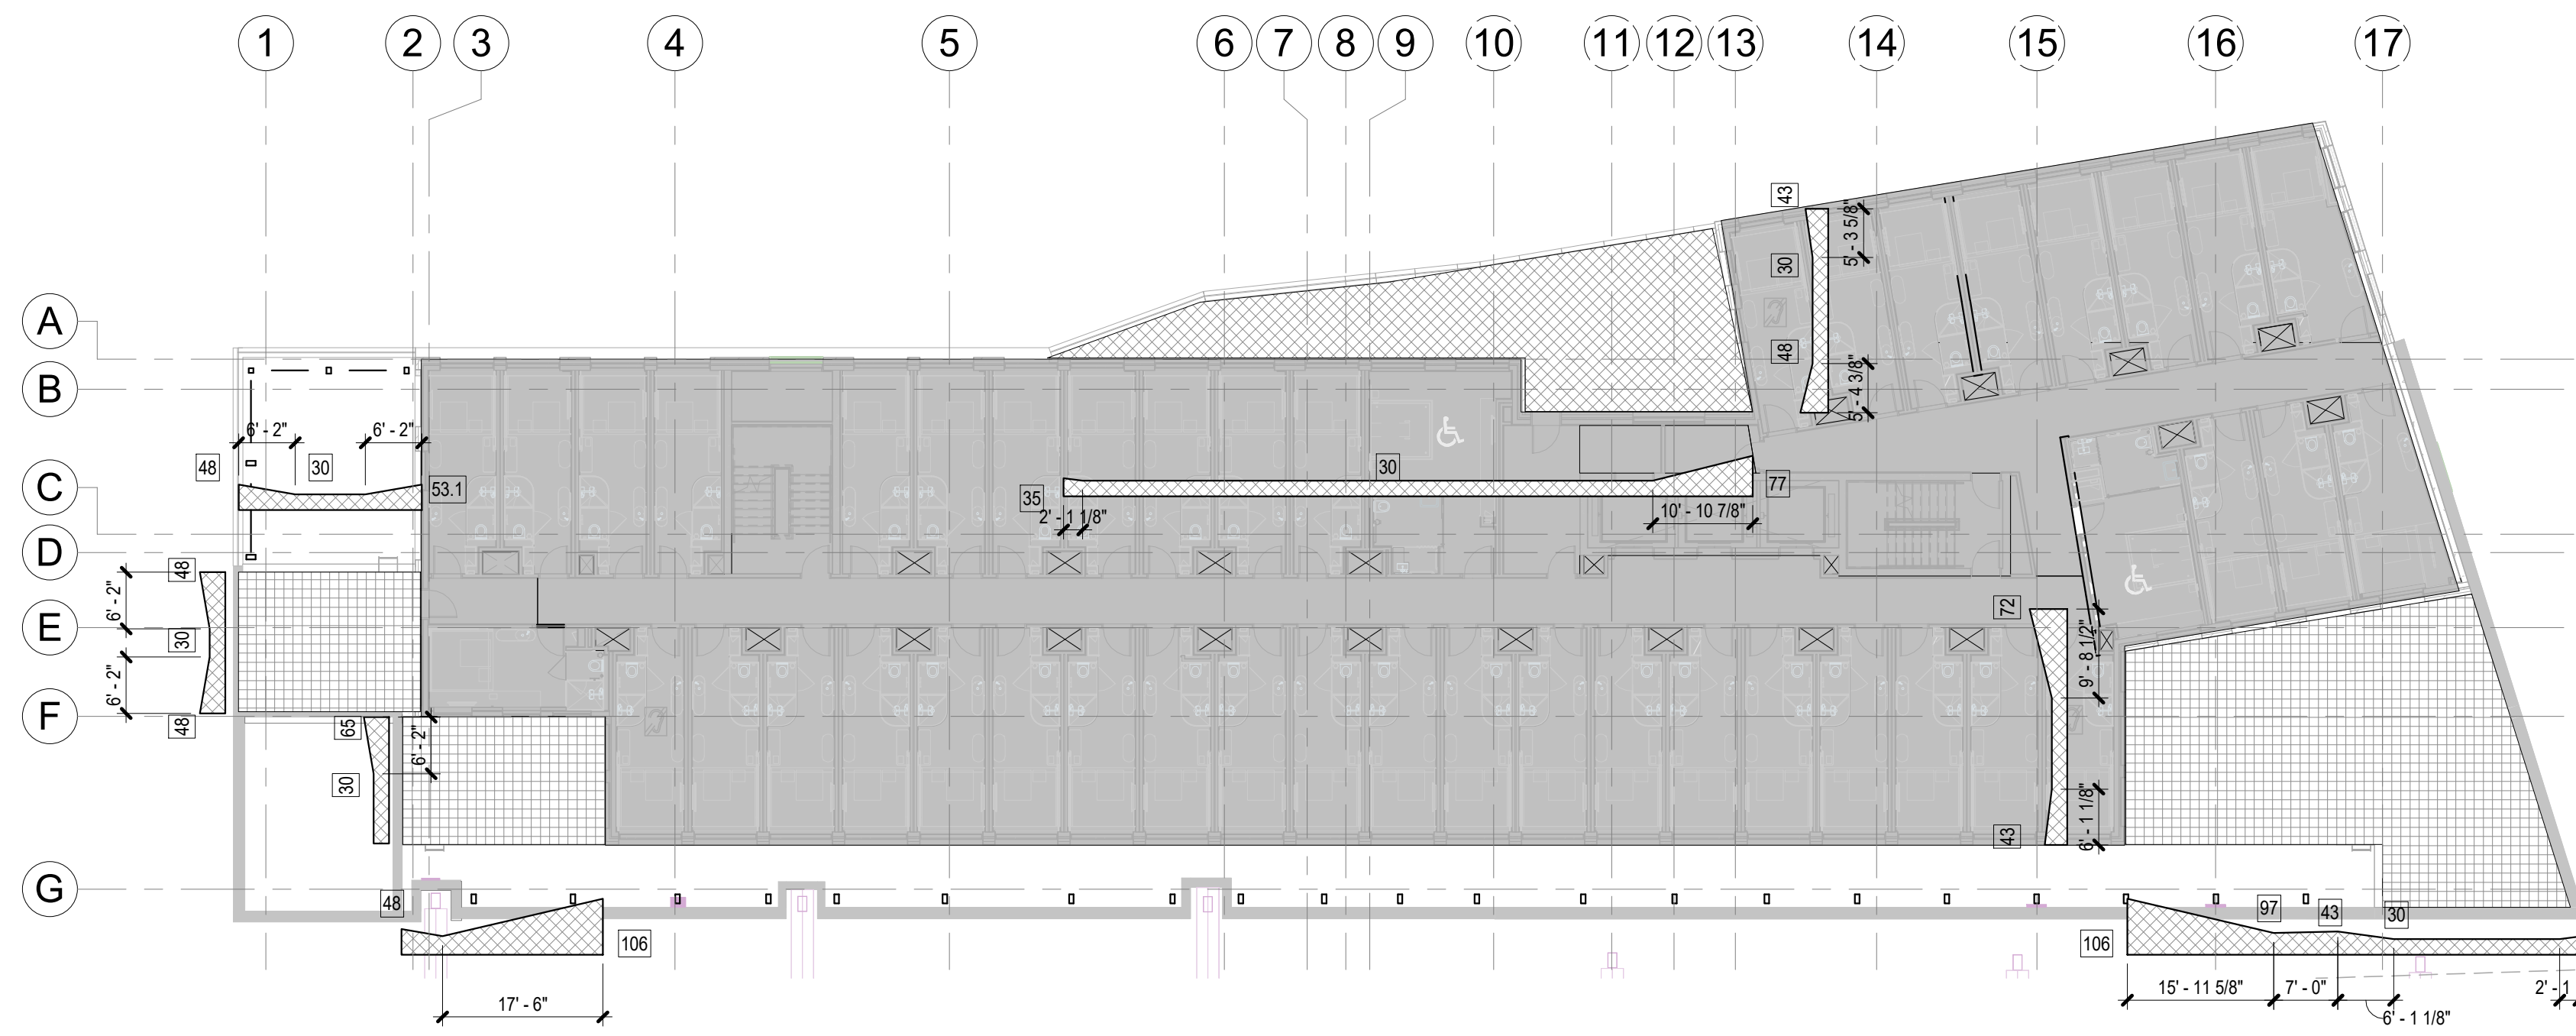 1 2 3 4 5 6 7 8 9 10 11 12 13 14 15 16 17
43
5' - 3 5/8"
30
A
48
5' - 4 3/8"
B
6' - 2" 6' - 2"
48 30 53.1
30
C
35
77
2' - 1 1/8"
10' - 10 7/8"
D
48
6' - 2"
72
E
30
9' - 8 1/2"
6' - 2"
F
48
65
6' - 2"
30
6' - 1 1/8"
43
G
48
106
97 43 30
106
15' - 11 5/8" 7' - 0" 2' - 1
17' - 6"
6' - 1 1/8"